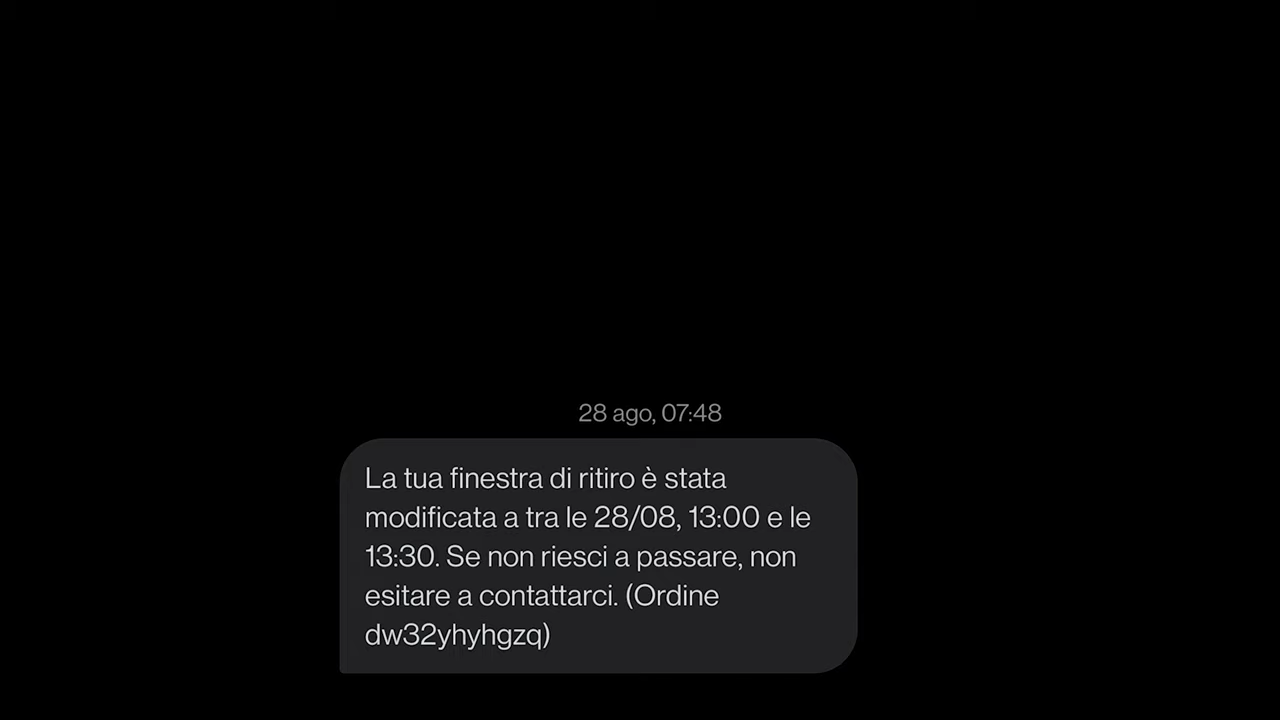 28 ago, 07:48
La tua finestra di ritiro è stata
modificata a tra le 28/08, 13:00 e le
13:30. Se non riesci a passare, non
esitare a contattarci. (Ordine
dw32yhyhgzq)